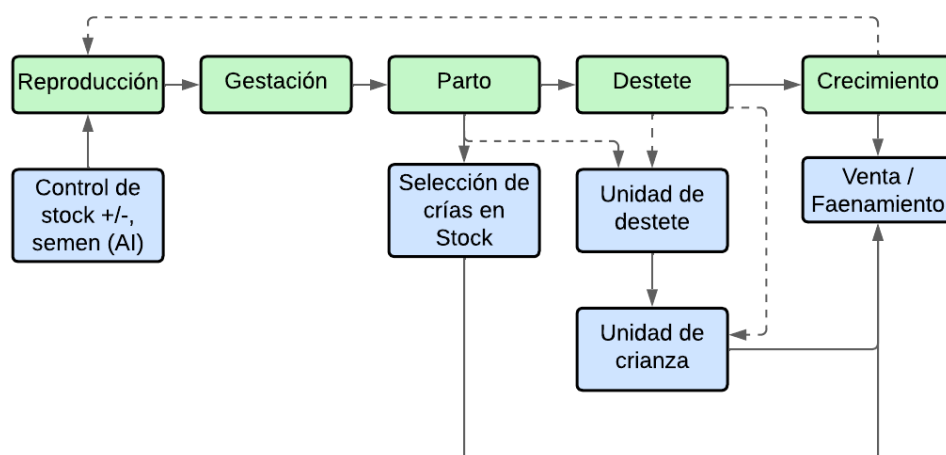 Reproducción
Gestación
Parto
Destete
Crecimiento
Control de
stock +/-,
semen (AI)
Selección de
crías en
Stock
Unidad de
destete
Venta /
Faenamiento
Unidad de
crianza